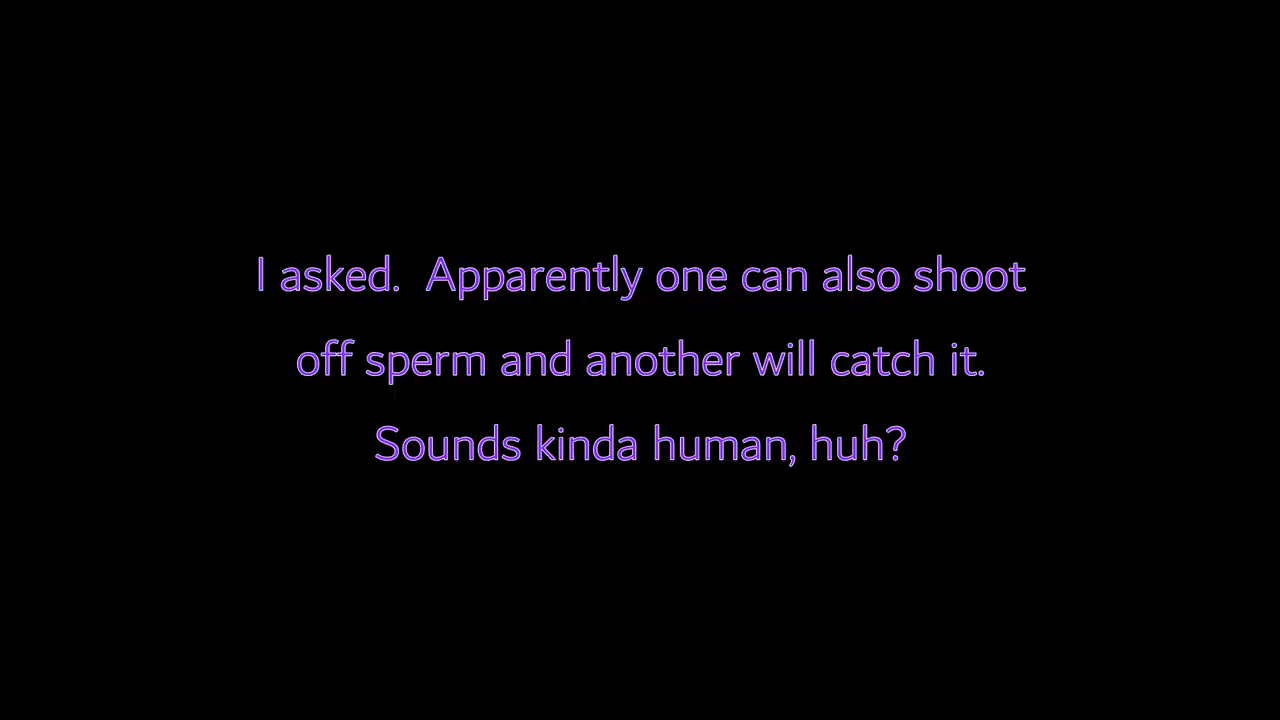 I asked.  Apparently one can also shoot
off sperm and another will catch it.
Sounds kinda human, huh?